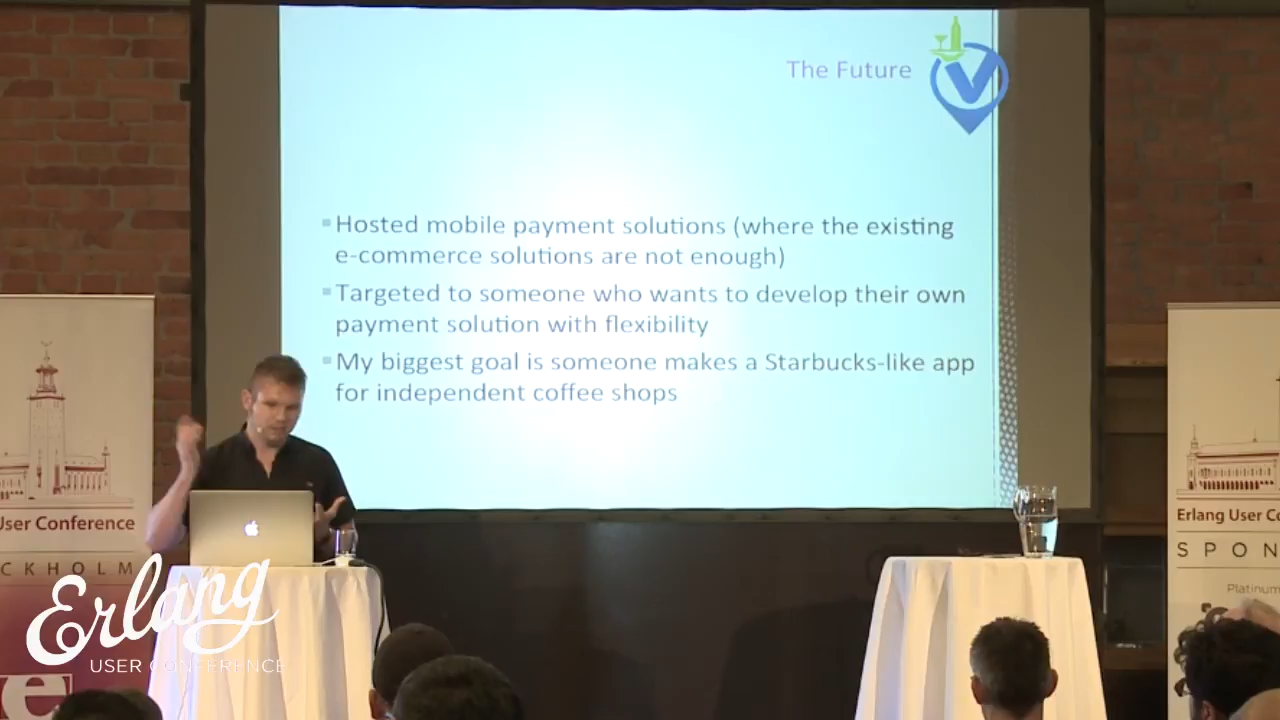 The Future
Hosted mobile payment solutions (where the existing
e-commerce solutions are not enough)
Targeted to someone who wants to develop their own
payment solution with flexibility
My biggest goal is someone makes a Starbucks-like app
for independent coffee shops
User Conference
CKHOLM
Erlang
USER CONFERENCE
e
Erlang User Co
SPON
Platinum